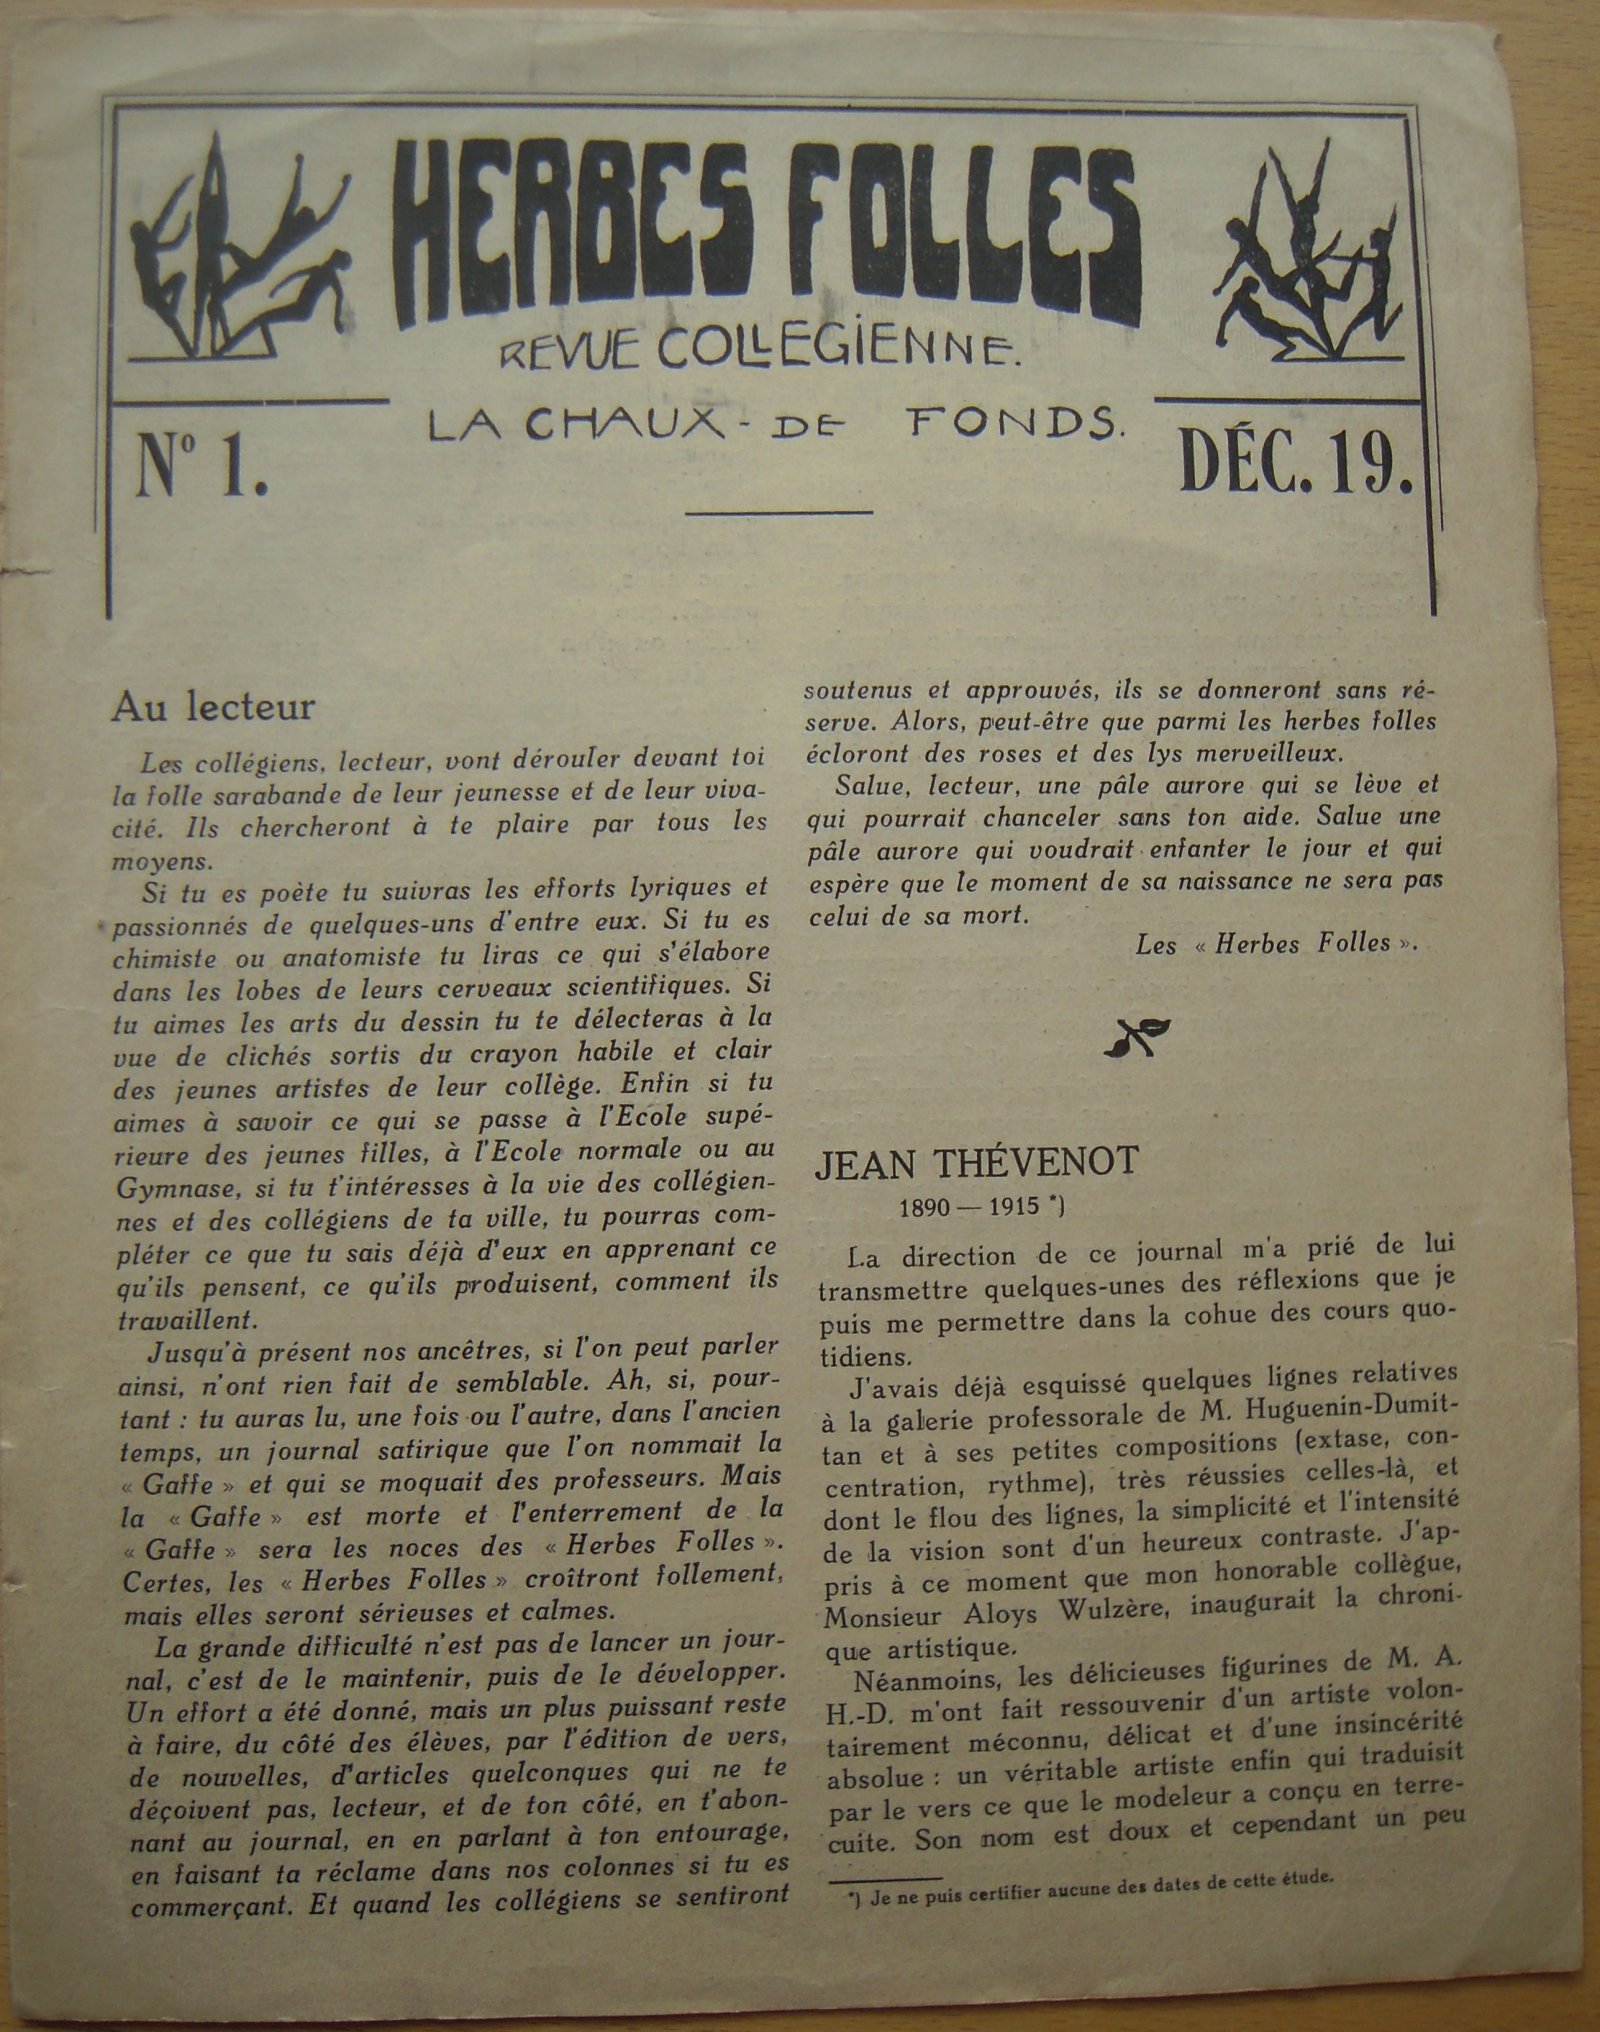 HERBES FOLLES
REVUE COLLEGIENNE.
LA CHAUX-DE FONDS.
Nº 1.
DÉC. 19.
Au lecteur
Les collégiens, lecteur, vont dérouler devant toi
la folle sarabande de leur jeunesse et de leur viva-
cité. Ils chercheront à te plaire par tous les
moyens.
Si tu es poète tu suivras les efforts lyriques et
passionnés de quelques-uns d'entre eux. Si tu es
chimiste ou anatomiste tu liras ce qui s'élabore
dans les lobes de leurs cerveaux scientifiques. Si
tu aimes les arts du dessin tu te délecteras à la
vue de clichés sortis du crayon habile et clair
des jeunes artistes de leur collège. Enfin si tu
aimes à savoir ce qui se passe à l'Ecole supé-
rieure des jeunes filles, à l'Ecole normale ou au
Gymnase, si tu t'intéresses à la vie des collégien-
nes et des collégiens de ta ville, tu pourras com-
pléter ce que tu sais déjà d'eux en apprenant ce
qu'ils pensent, ce qu'ils produisent, comment ils
travaillent.
Jusqu'à présent nos ancêtres, si l'on peut parler
ainsi, n'ont rien fait de semblable. Ah, si, pour-
tant : tu auras lu, une fois ou l'autre, dans l'ancien
temps, un journal satirique que l'on nommait la
« Gaffe » et qui se moquait des professeurs. Mais
la « Gaffe » est morte et l'enterrement de la
« Gaffe » sera les noces des « Herbes Folles ».
Certes, les « Herbes Folles » croîtront follement,
mais elles seront sérieuses et calmes.
La grande difficulté n'est pas de lancer un jour-
nal, c'est de le maintenir, puis de le développer.
Un effort a été donné, mais un plus puissant reste
à faire, du côté des élèves, par l'édition de vers,
de nouvelles, d'articles quelconques qui ne te
déçoivent pas, lecteur, et de ton côté, en t'abon-
nant au journal, en en parlant à ton entourage,
en faisant ta réclame dans nos colonnes si tu es
commerçant. Et quand les collégiens se sentiront
soutenus et approuvés, ils se donneront sans ré-
serve. Alors, peut-être que parmi les herbes folles
écloront des roses et des lys merveilleux.
Salue, lecteur, une pâle aurore qui se lève et
qui pourrait chanceler sans ton aide. Salue une
pâle aurore qui voudrait enfanter le jour et qui
espère que le moment de sa naissance ne sera pas
celui de sa mort.
Les « Herbes Folles ».
JEAN THÉVENOT
1890 — 1915 *)
La direction de ce journal m'a prié de lui
transmettre quelques-unes des réflexions que je
puis me permettre dans la cohue des cours quo-
tidiens.
J'avais déjà esquissé quelques lignes relatives
à la galerie professorale de M. Huguenin-Dumit-
tan et à ses petites compositions (extase, con-
centration, rythme), très réussies celles-là, et
dont le flou des lignes, la simplicité et l'intensité
de la vision sont d'un heureux contraste. J'ap-
pris à ce moment que mon honorable collègue,
Monsieur Aloys Wulzère, inaugurait la chroni-
que artistique.
Néanmoins, les délicieuses figurines de M. A.
H.-D. m'ont fait ressouvenir d'un artiste volon-
tairement méconnu, délicat et d'une insincérité
absolue : un véritable artiste enfin qui traduisit
par le vers ce que le modeleur a conçu en terre-
cuite. Son nom est doux et cependant un peu
*) Je ne puis certifier aucune des dates de cette étude.